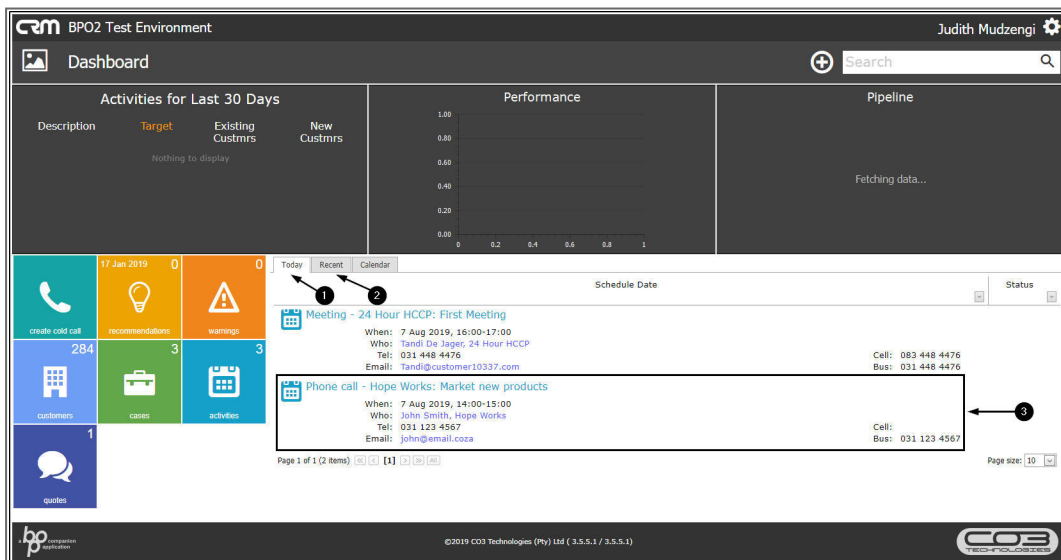 CRM BPO2 Test Environment
Judith Mudzengi
Dashboard
Search
Activities for Last 30 Days
Description Target Existing Custmrs New Custmrs
Nothing to display
Performance
1.00
0.80
0.60
0.40
0.20
0.00
0 0.2 0.4 0.6 0.8 1
Pipeline
Fetching data...
create cold call
17 Jan 2019 0
recommendations
0
warnings
284
customers
3
cases
3
activities
1
quotes
Today Recent Calendar
1 2
Schedule Date Status
Meeting - 24 Hour HCCP: First Meeting
When: 7 Aug 2019, 16:00-17:00
Who: Tandi De Jager, 24 Hour HCCP
Tel: 031 448 4476 Cell: 083 448 4476
Email: Tandi@customer10337.com Bus: 031 448 4476
Phone call - Hope Works: Market new products
When: 7 Aug 2019, 14:00-15:00
Who: John Smith, Hope Works
3
Tel: 031 123 4567 Cell:
Email: john@email.coza Bus: 031 123 4567
Page 1 of 1 (2 items) [1] All Page size: 10
a bpo companion application
©2019 CO3 Technologies (Pty) Ltd ( 3.5.5.1 / 3.5.5.1)
CO3 TECHNOLOGIES